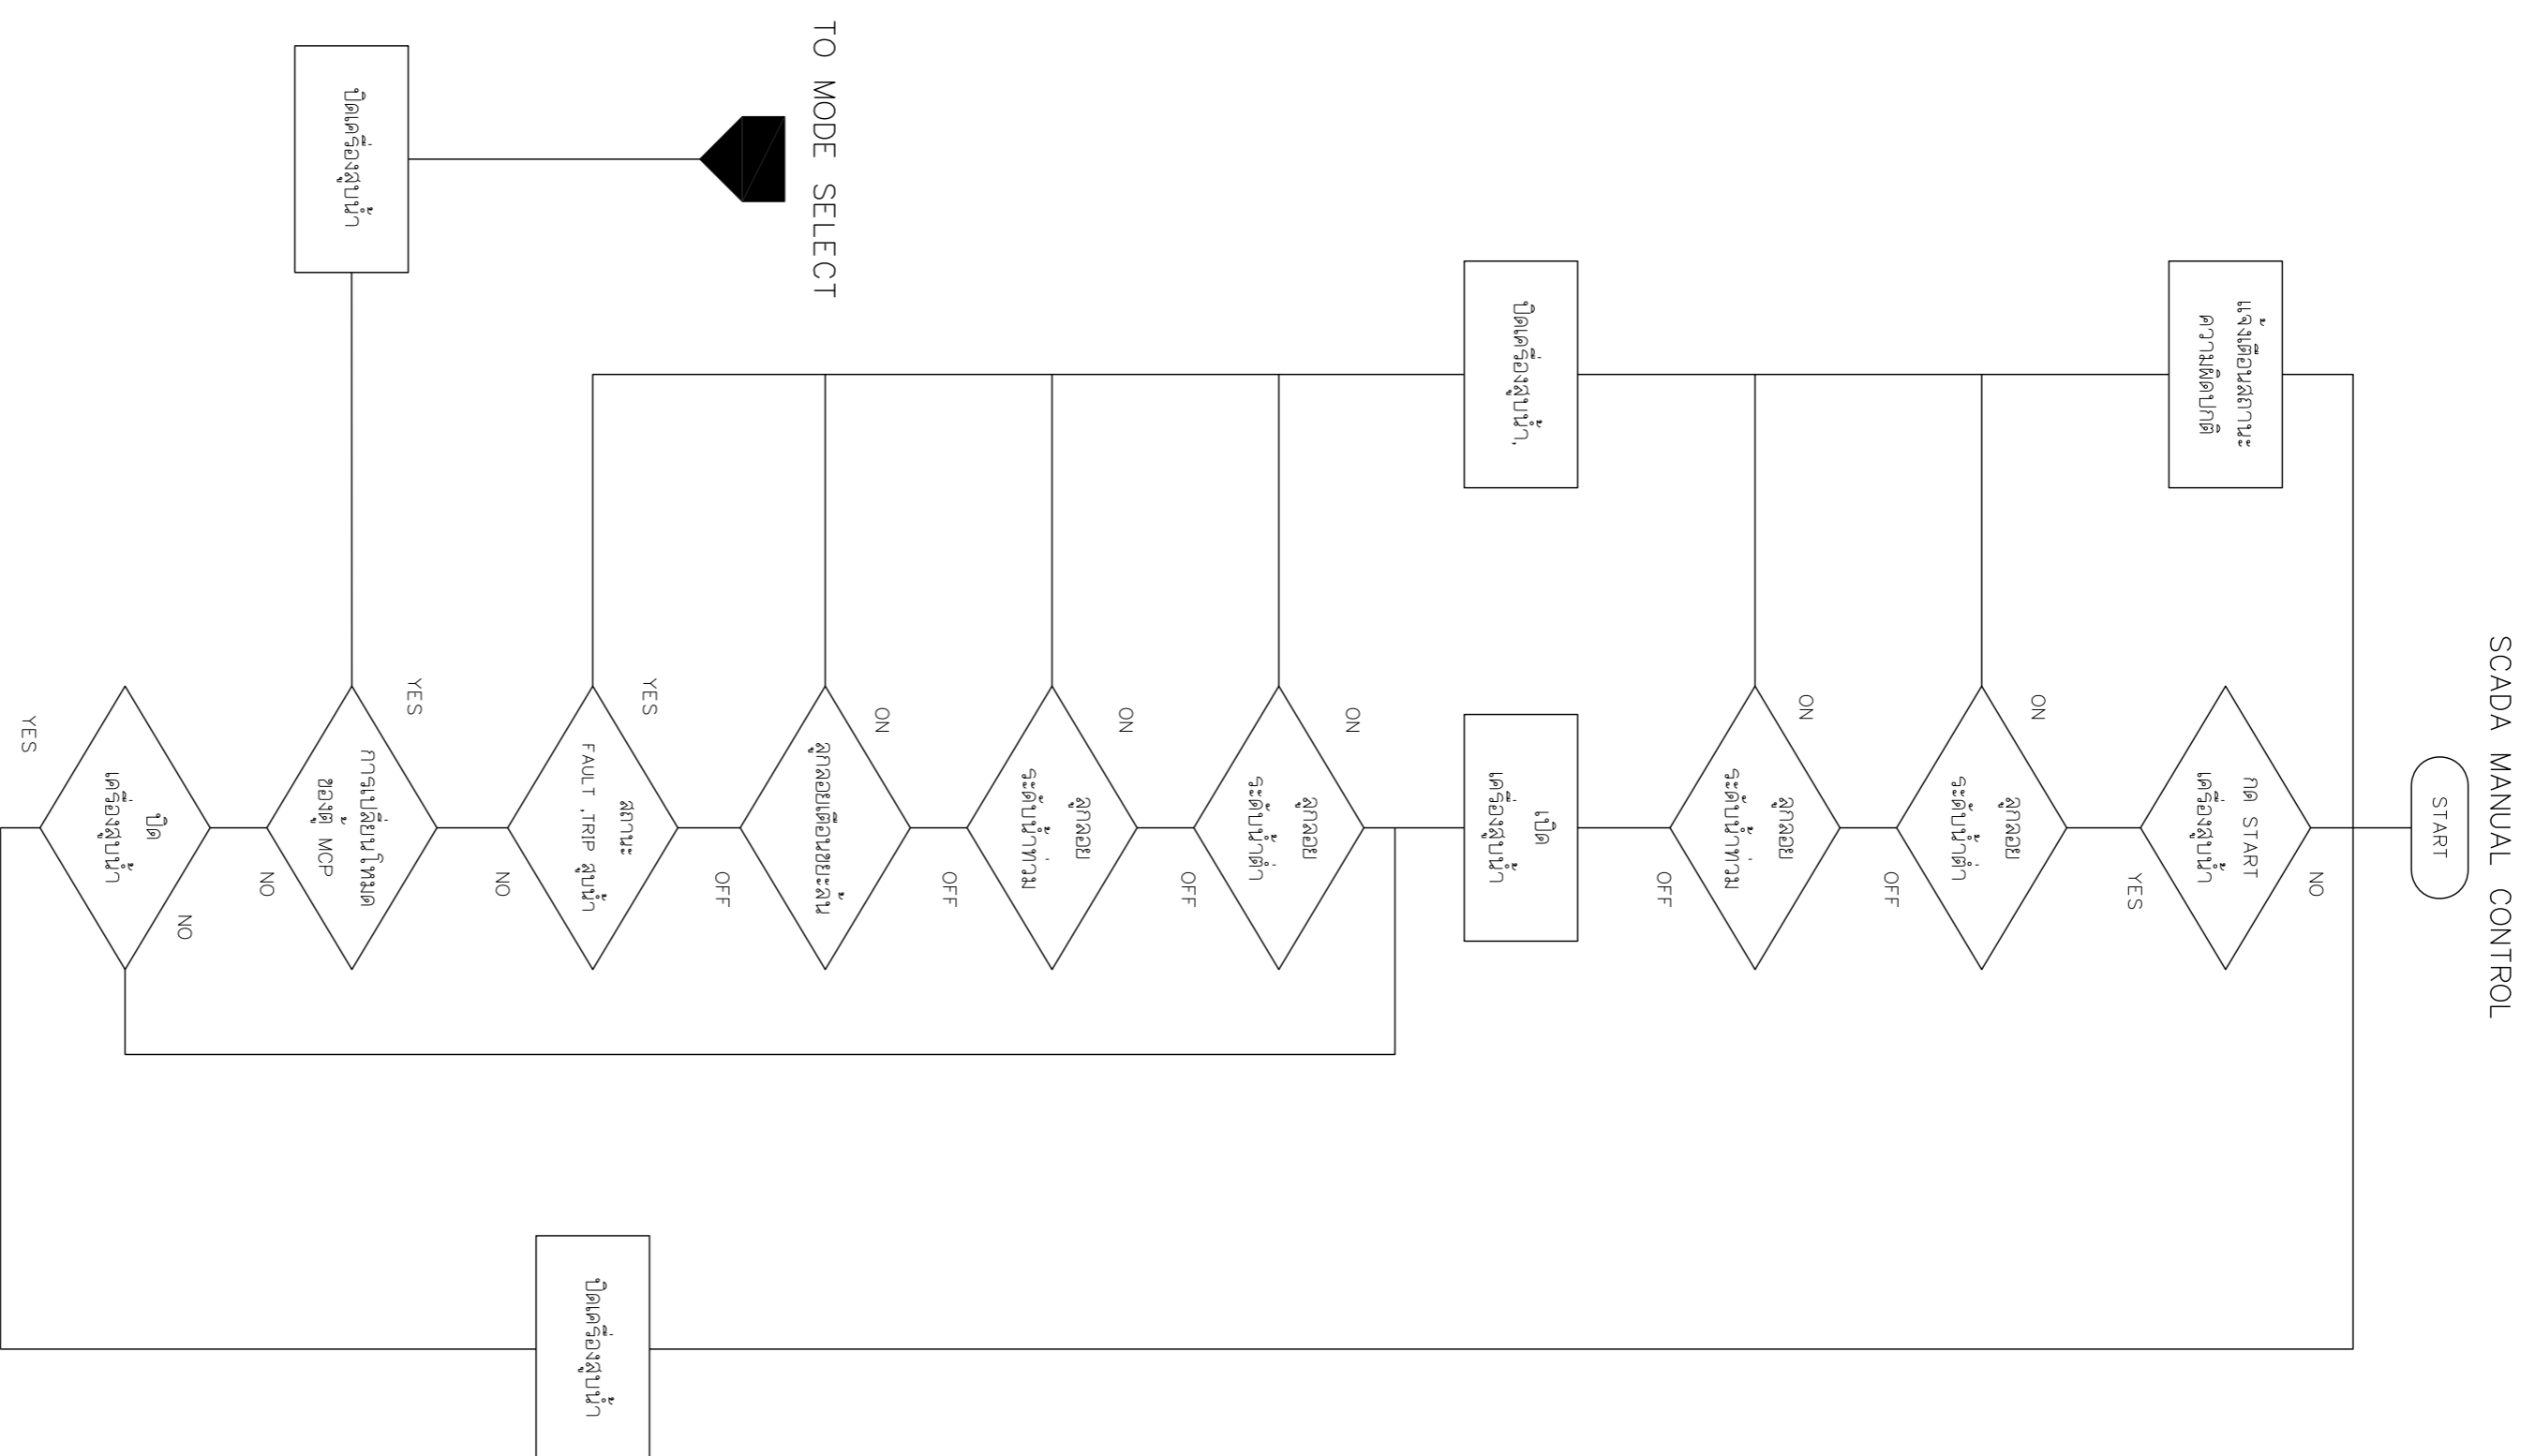 SCADA MANUAL CONTROL
START
กด START
เครื่องสูบน้ำ
NO
YES
แจ้งเตือนสถานะ
ความผิดปกติ
ลูกลอย
ระดับน้ำต่ำ
ON
OFF
ลูกลอย
ระดับน้ำท่วม
ON
OFF
ปิดเครื่องสูบน้ำ,
เปิด
เครื่องสูบน้ำ
ลูกลอย
ระดับน้ำต่ำ
ON
OFF
ลูกลอย
ระดับน้ำท่วม
ON
OFF
ลูกลอยเตือนขยะล้น
ON
OFF
สถานะ
FAULT ,TRIP สูบน้ำ
YES
NO
TO MODE SELECT
ปิดเครื่องสูบน้ำ
การเปลี่ยนโหมด
ของตู้ MCP
YES
NO
ปิด
เครื่องสูบน้ำ
NO
YES
ปิดเครื่องสูบน้ำ